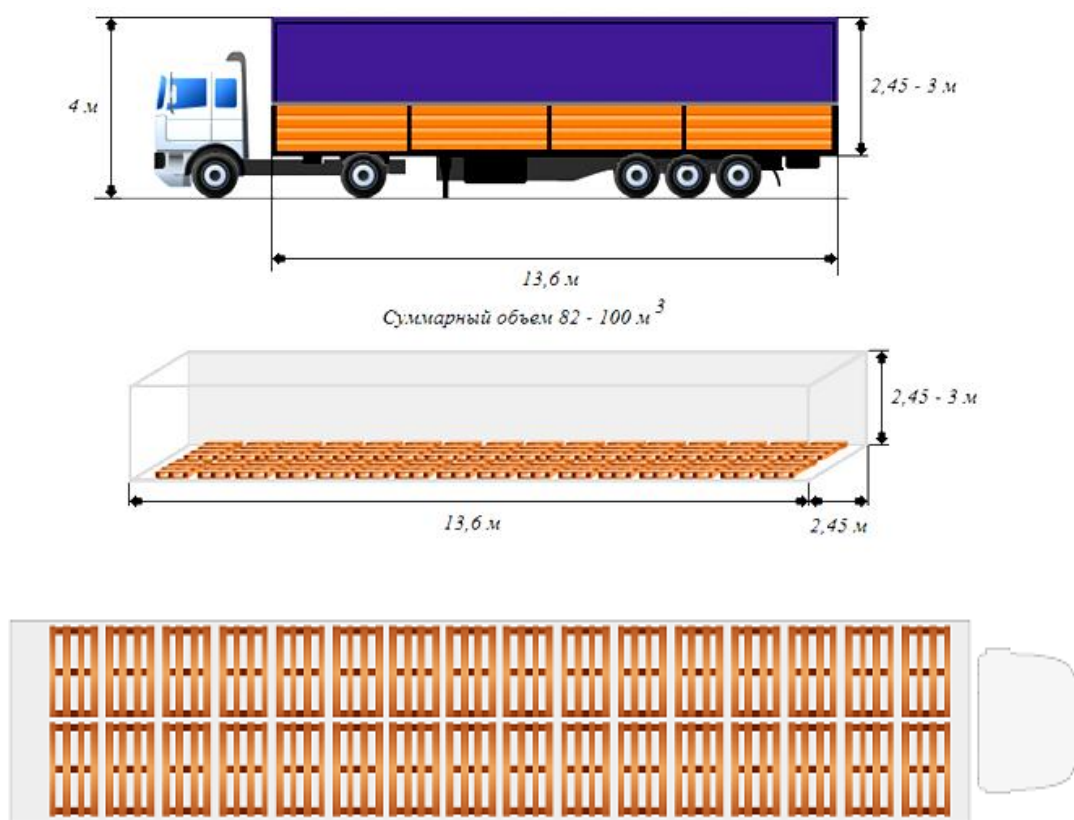 4 м
2,45 - 3 м
13,6 м
Суммарный объем 82 - 100 м³
2,45 - 3 м
13,6 м
2,45 м